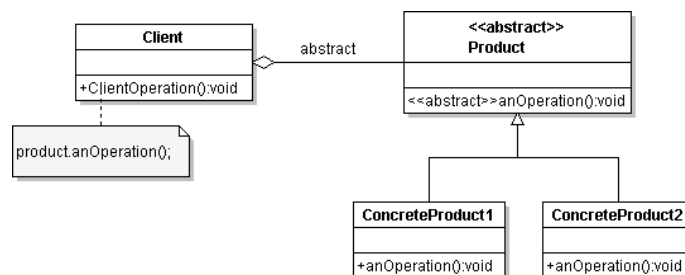 Client
+ClientOperation():void
product.anOperation();
abstract
<<abstract>>
Product
<<abstract>>anOperation():void
ConcreteProduct1
+anOperation():void
ConcreteProduct2
+anOperation():void